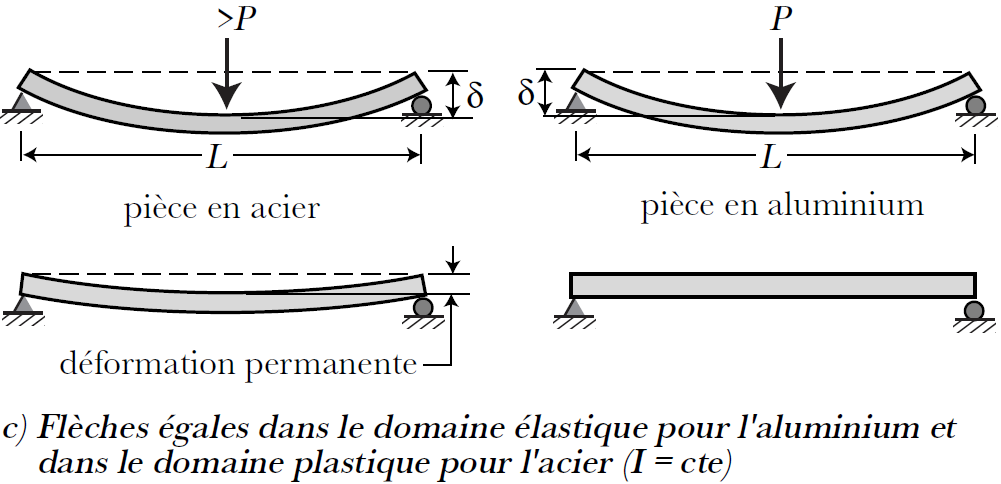 >P
P
δ
δ
L
L
pièce en acier
pièce en aluminium
déformation permanente
c) Flèches égales dans le domaine élastique pour l'aluminium et
dans le domaine plastique pour l'acier (I = cte)